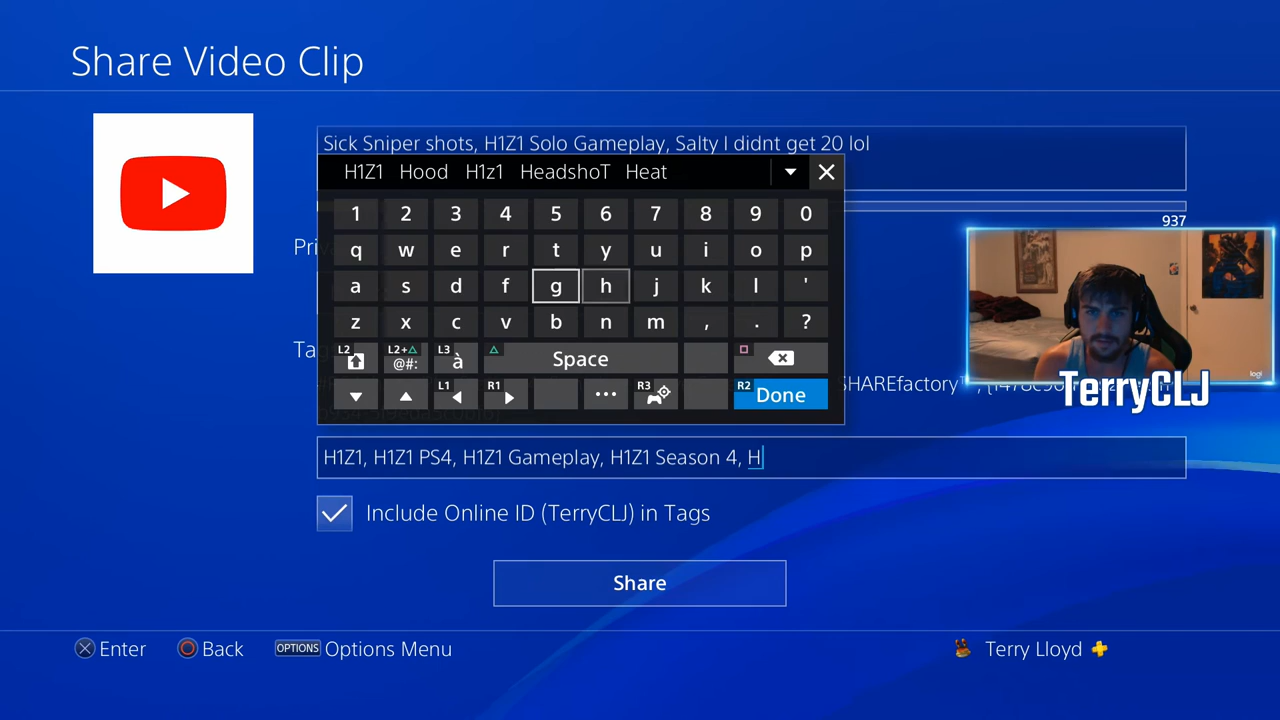 Share Video Clip
Sick Sniper shots, H1Z1 Solo Gameplay, Salty I didnt get 20 lol
H1Z1 Hood H1z1 HeadshoT Heat
1 2 3 4 5 6 7 8 9 0
937
q w e r t y u i o p
Pri
a s d f g h j k l '
z x c v b n m , . ?
Ta
L2 L2+△ @#: L3 à △ Space □
SHAREfactory™,
L1 R1 ... R3 R2 Done
logi
TerryCLJ
H1Z1, H1Z1 PS4, H1Z1 Gameplay, H1Z1 Season 4, H
Include Online ID (TerryCLJ) in Tags
Share
Enter Back OPTIONS Options Menu Terry Lloyd